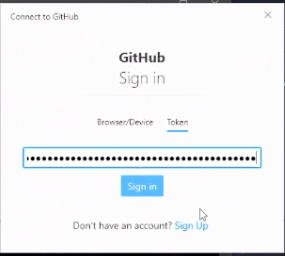 Connect to GitHub
GitHub
Sign in
Browser/Device Token
Sign in
Don't have an account? Sign Up